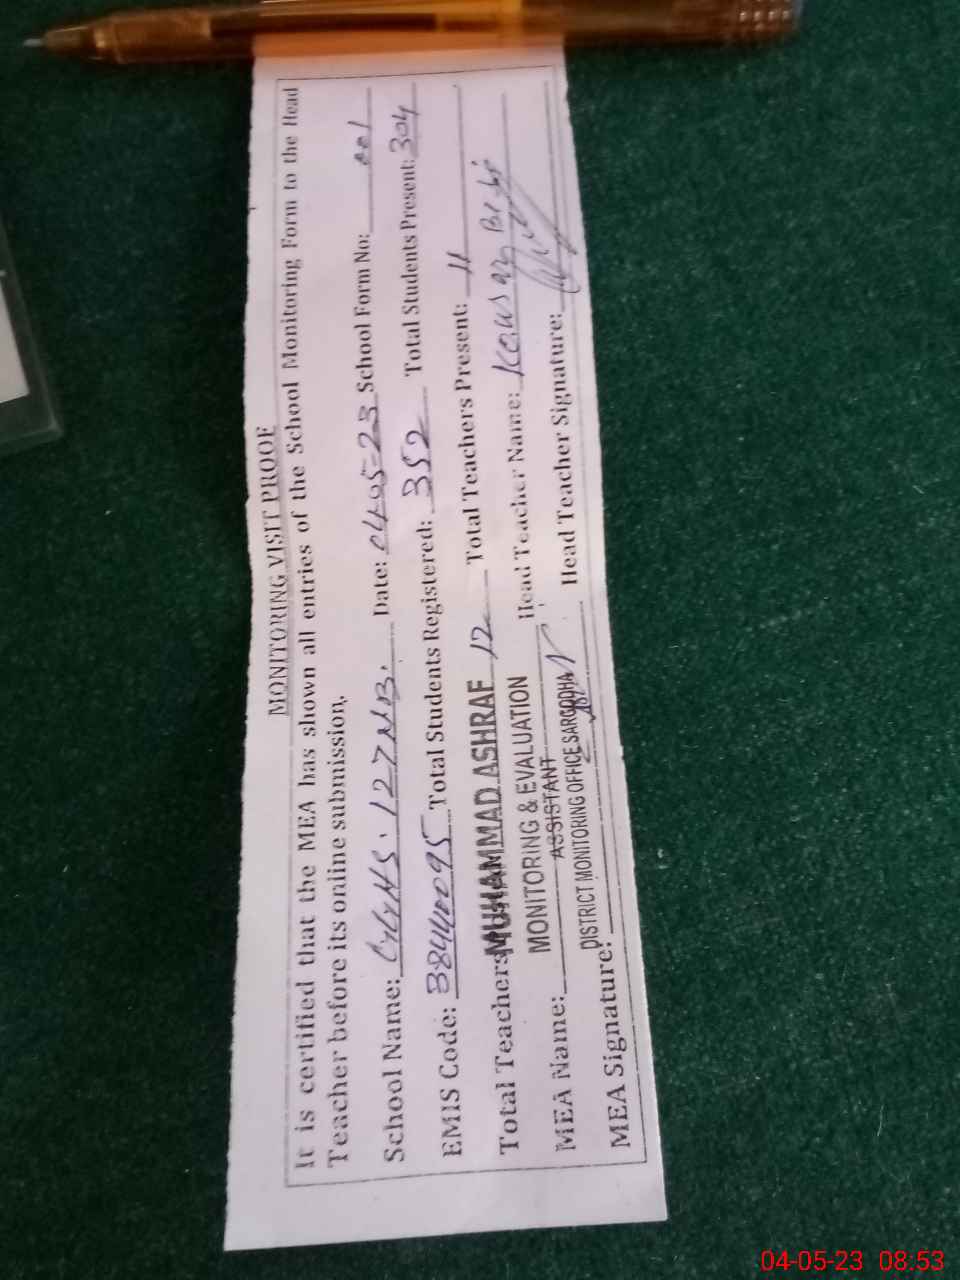 MONITORING VISIT PROOF
It is certified that the MEA has shown all entries of the School Monitoring Form to the Head
Teacher before its online submission.
School Name: 127 NB. Date: 04-05-23 School Form No: 001
EMIS Code: 38440095 Total Students Registered: 352 Total Students Present: 304
Total Teachers: 12 Total Teachers Present: 11
MUHAMMAD ASHRAF
MONITORING & EVALUATION
ASSISTANT
DISTRICT MONITORING OFFICE SARGODHA
MEA Name: Head Teacher Name: Kousar Bibi
MEA Signature: Head Teacher Signature:
04-05-23 08:53